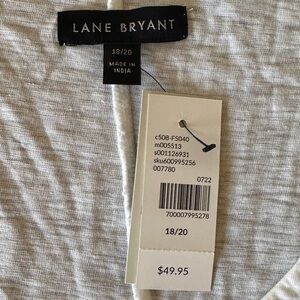 LANE BRYANT
18/20
MADE IN
INDIA
c508-F5040
m005513
s001126931
sku600995256
007780
0722
700007995278
18/20
$49.95